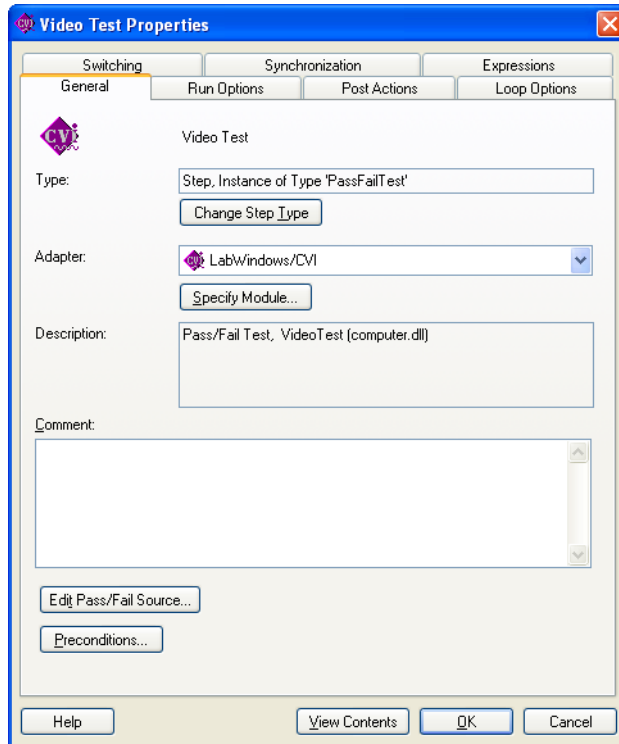 Video Test Properties
Switching Synchronization Expressions
General Run Options Post Actions Loop Options
CVI Video Test
Type: Step, Instance of Type 'PassFailTest'
Change Step Type
Adapter: LabWindows/CVI
Specify Module...
Description: Pass/Fail Test, VideoTest (computer.dll)
Comment:
Edit Pass/Fail Source...
Preconditions...
Help View Contents OK Cancel